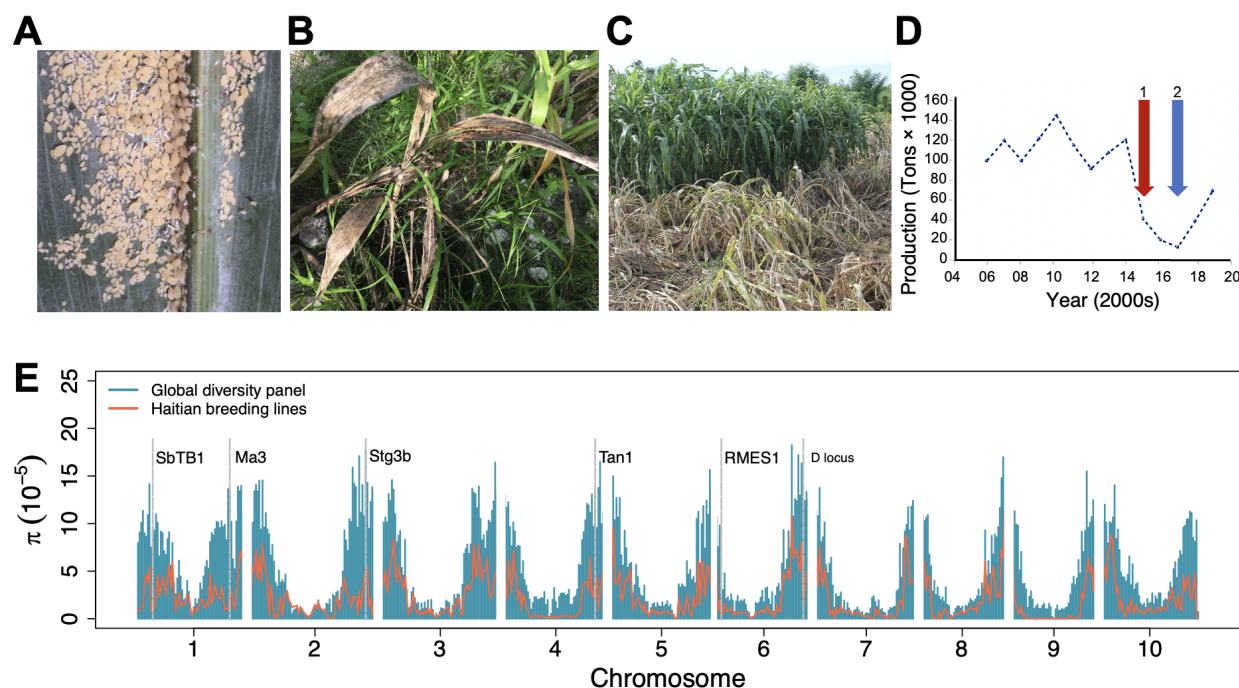 A
B
C
D
1
2
160
140
120
100
80
60
40
20
0
Production (Tons × 1000)
04 06 08 10 12 14 16 18 20
Year (2000s)
E
25
20
15
10
5
0
π (10⁻⁵)
Global diversity panel
Haitian breeding lines
SbTB1
Ma3
Stg3b
Tan1
RMES1
D locus
1 2 3 4 5 6 7 8 9 10
Chromosome